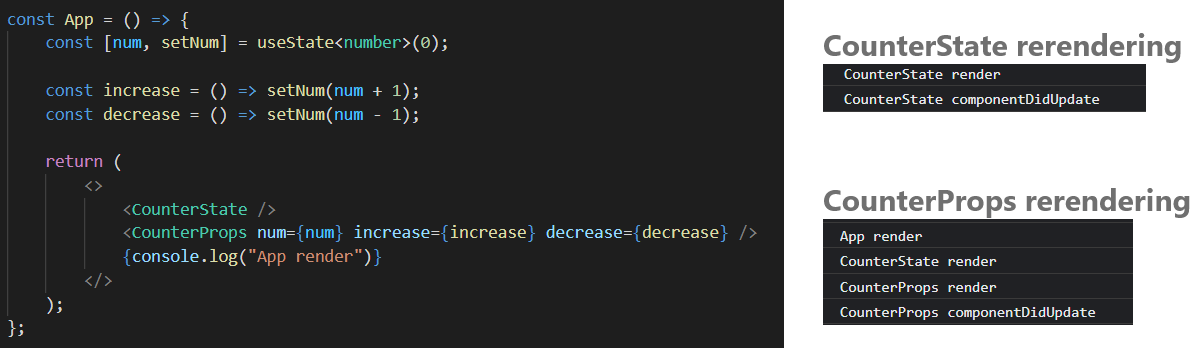 const App = () => {
    const [num, setNum] = useState<number>(0);
    const increase = () => setNum(num + 1);
    const decrease = () => setNum(num - 1);
    return (
        <>
            <CounterState />
            <CounterProps num={num} increase={increase} decrease={decrease} />
            {console.log("App render")}
        </>
    );
};
CounterState rerendering
CounterState render
CounterState componentDidUpdate
CounterProps rerendering
App render
CounterState render
CounterProps render
CounterProps componentDidUpdate